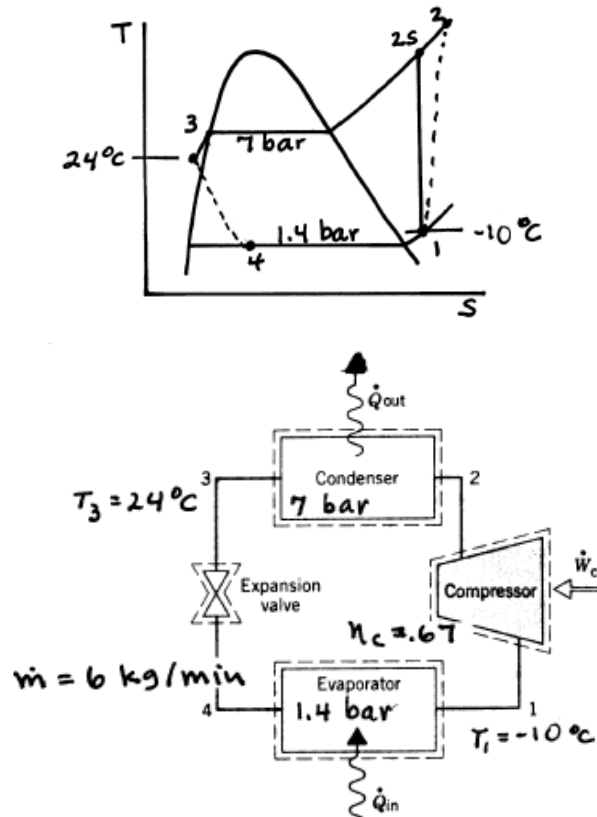 T
2
2s
3
7 bar
24°C
1.4 bar
-10°C
4
1
s
Q̇out
3
Condenser
2
T₃ = 24°C
7 bar
Ẇc
Expansion
valve
Compressor
ηc = .67
ṁ = 6 kg/min
Evaporator
4
1.4 bar
1
T₁ = -10°C
Q̇in